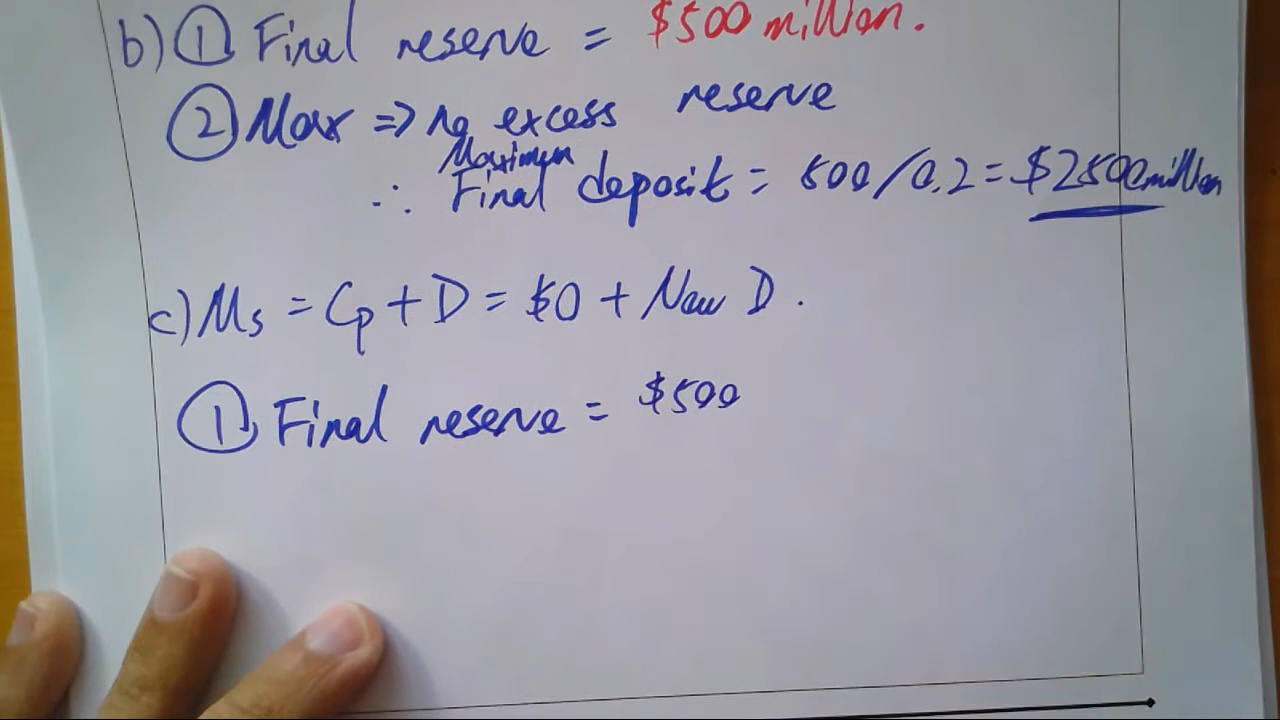 b) ① Final reserve = $500 million.
② Max => no excess reserve
Maximum
∴ Final deposit = 500/0.2 = $2500 million
c) Ms = Cp + D = $0 + New D.
① Final reserve = $500